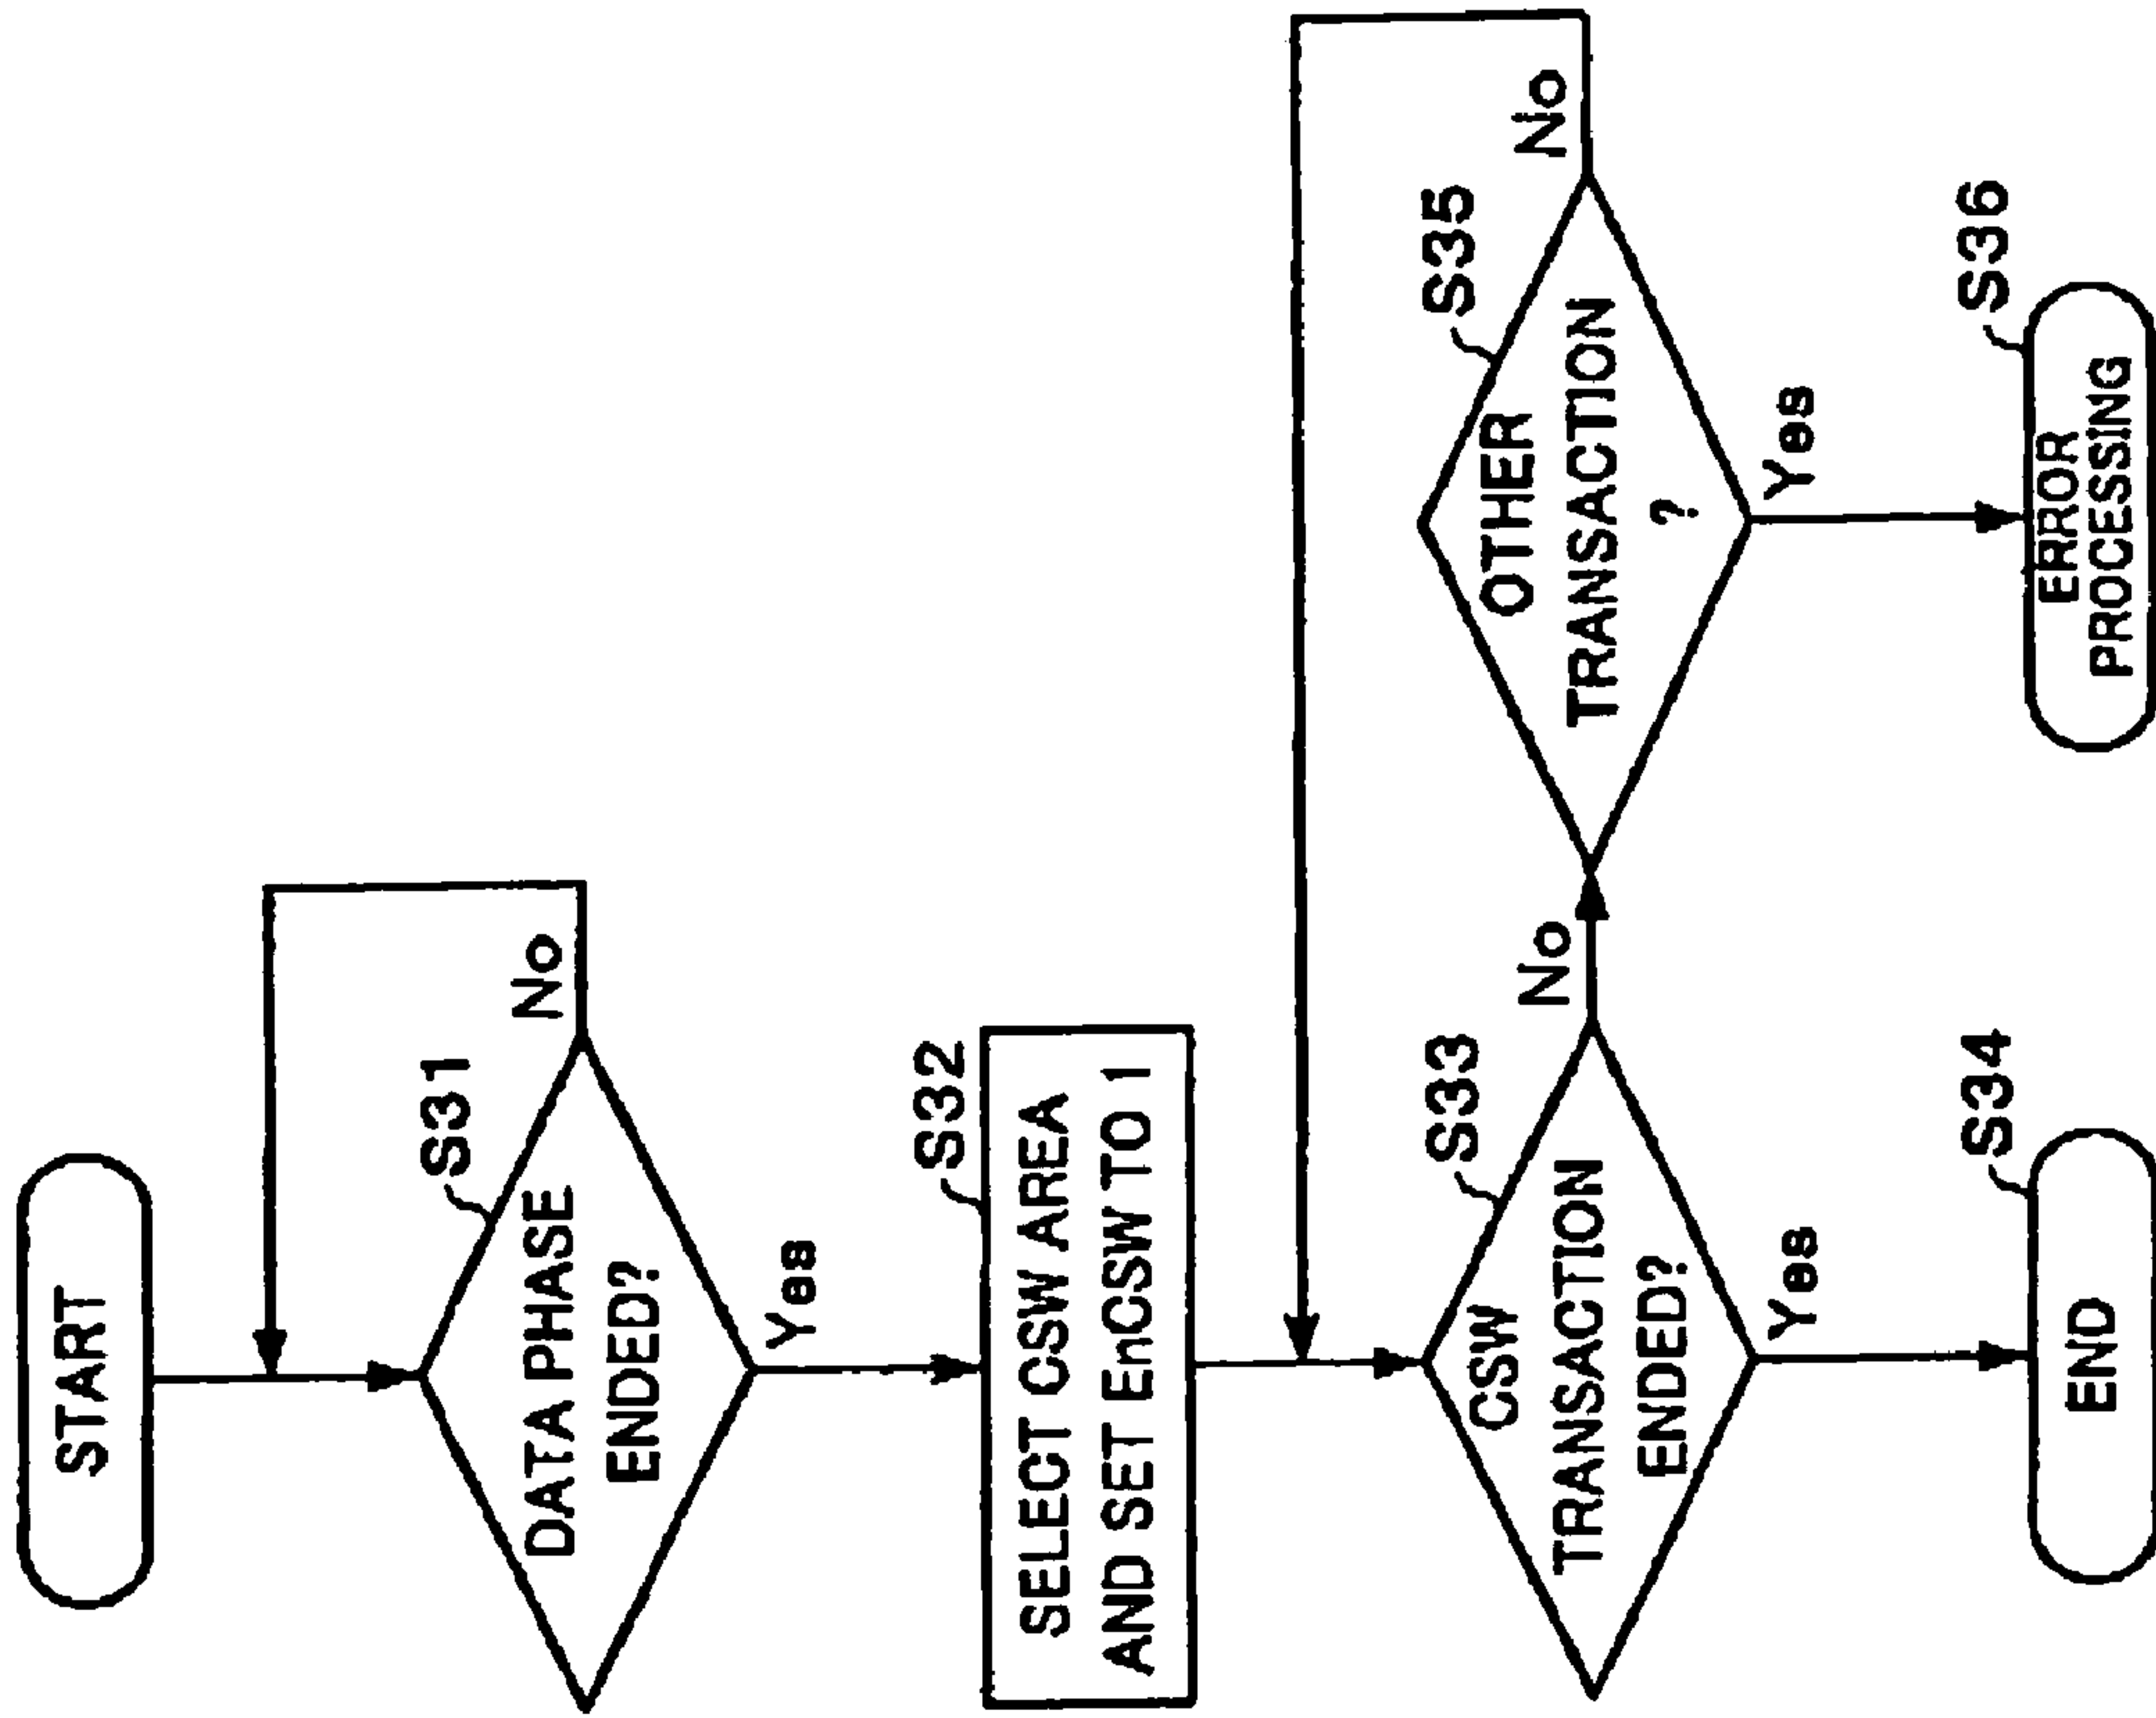 START
S31
DATA PHASE
ENDED?
No
Yes
S32
SELECT CSW AREA
AND SET EnCSW TO 1
S33
CSW
TRANSACTION
ENDED?
No
Yes
S35
OTHER
TRANSACTION
?
No
Yes
S34
END
S36
ERROR
PROCESSING